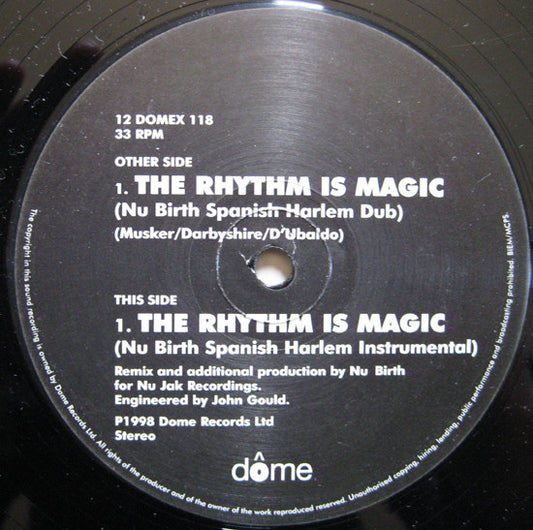 12 DOMEX 118
33 RPM
OTHER SIDE
1. THE RHYTHM IS MAGIC
(Nu Birth Spanish Harlem Dub)
(Musker/Darbyshire/D'Ubaldo)
THIS SIDE
1. THE RHYTHM IS MAGIC
(Nu Birth Spanish Harlem Instrumental)
Remix and additional production by Nu Birth
for Nu Jak Recordings.
Engineered by John Gould.
P1998 Dome Records Ltd
Stereo
dôme
The copyright in this sound recording is owned by Dome Records Ltd. All rights of the producer and of the owner of the work reproduced reserved. Unauthorised copying, hiring, lending, public performance and broadcasting prohibited. BIEM/MCPS.